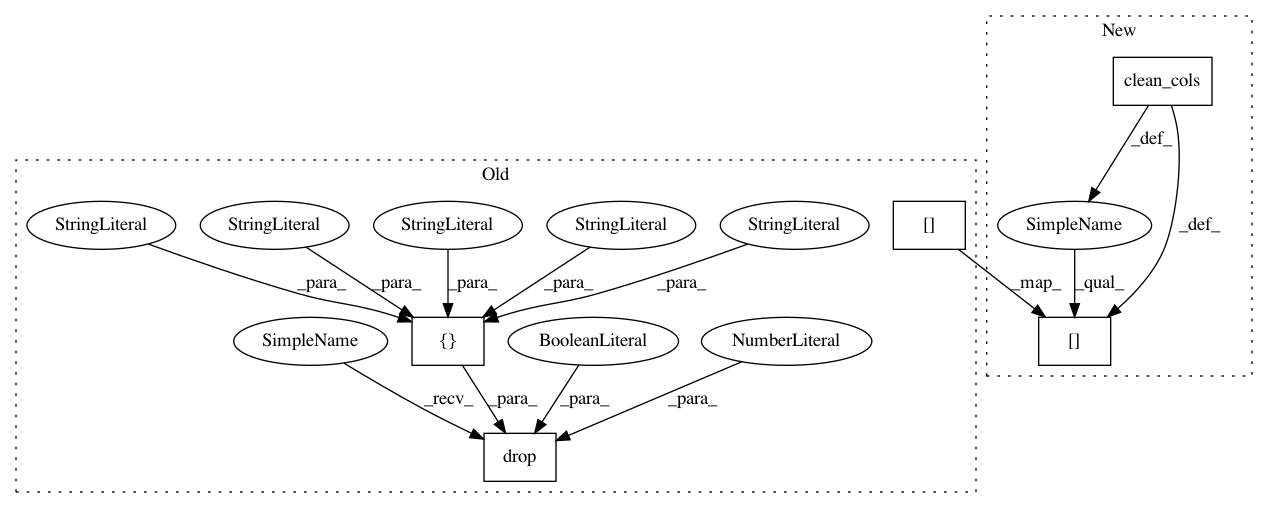 New
clean_cols
_def_
Old
StringLiteral
StringLiteral
StringLiteral
StringLiteral
StringLiteral
[]
SimpleName
_def_
_para_
_para_
_para_
_para_
_para_
_map_
_qual_
SimpleName
{}
BooleanLiteral
NumberLiteral
[]
_recv_
_para_
_para_
_para_
drop